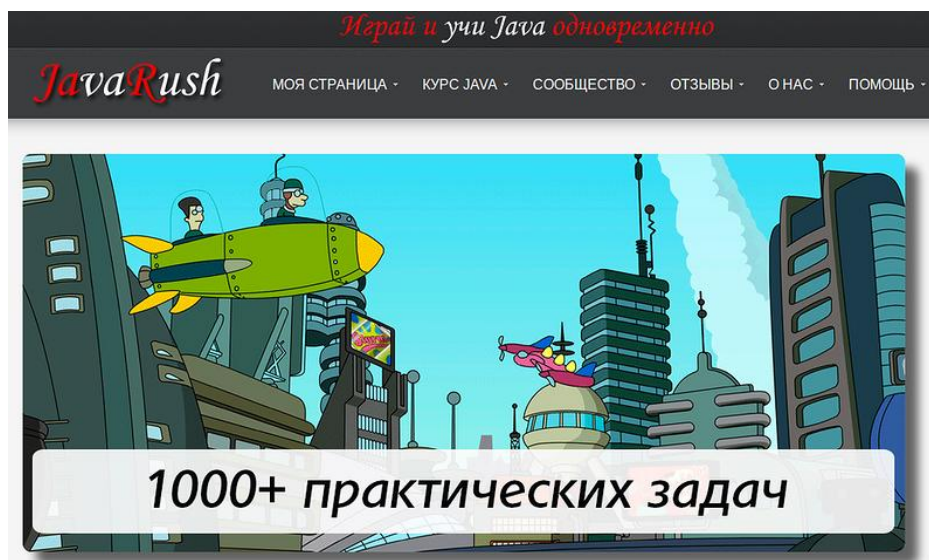 Играй и учи Java одновременно
JavaRush
МОЯ СТРАНИЦА
КУРС JAVA
СООБЩЕСТВО
ОТЗЫВЫ
О НАС
ПОМОЩЬ
1000+ практических задач